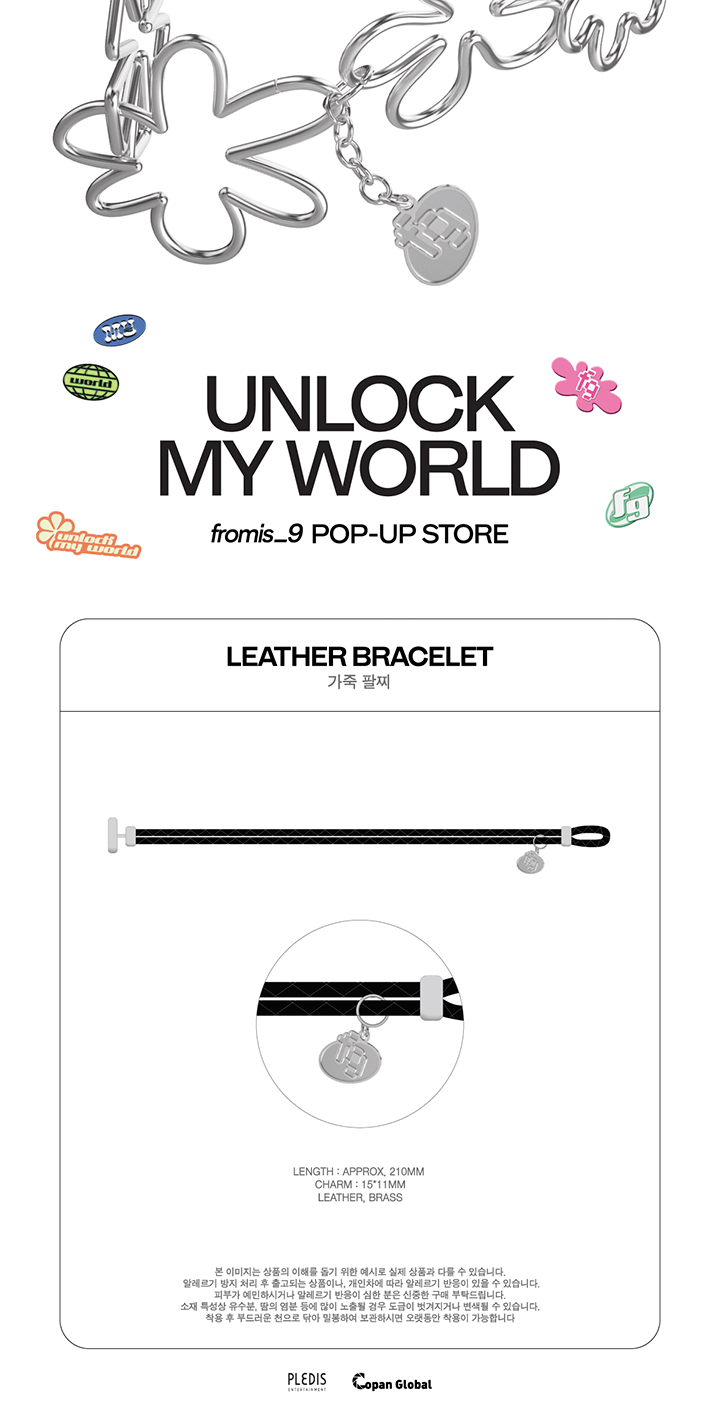 fg
my
world
fg
fg
unlock
my world
UNLOCK
MY WORLD
fromis_9 POP-UP STORE
LEATHER BRACELET
가죽 팔찌
fg
fg
LENGTH : APPROX. 210MM
CHARM : 15*11MM
LEATHER, BRASS
본 이미지는 상품의 이해를 돕기 위한 예시로 실제 상품과 다를 수 있습니다.
알레르기 방지 처리 후 출고되는 상품이나, 개인차에 따라 알레르기 반응이 있을 수 있습니다.
피부가 예민하시거나 알레르기 반응이 심한 분은 신중한 구매 부탁드립니다.
소재 특성상 유수분, 땀의 염분 등에 많이 노출될 경우 도금이 벗겨지거나 변색될 수 있습니다.
착용 후 부드러운 천으로 닦아 밀봉하여 보관하시면 오랫동안 착용이 가능합니다
PLEDIS
ENTERTAINMENT
Copan Global